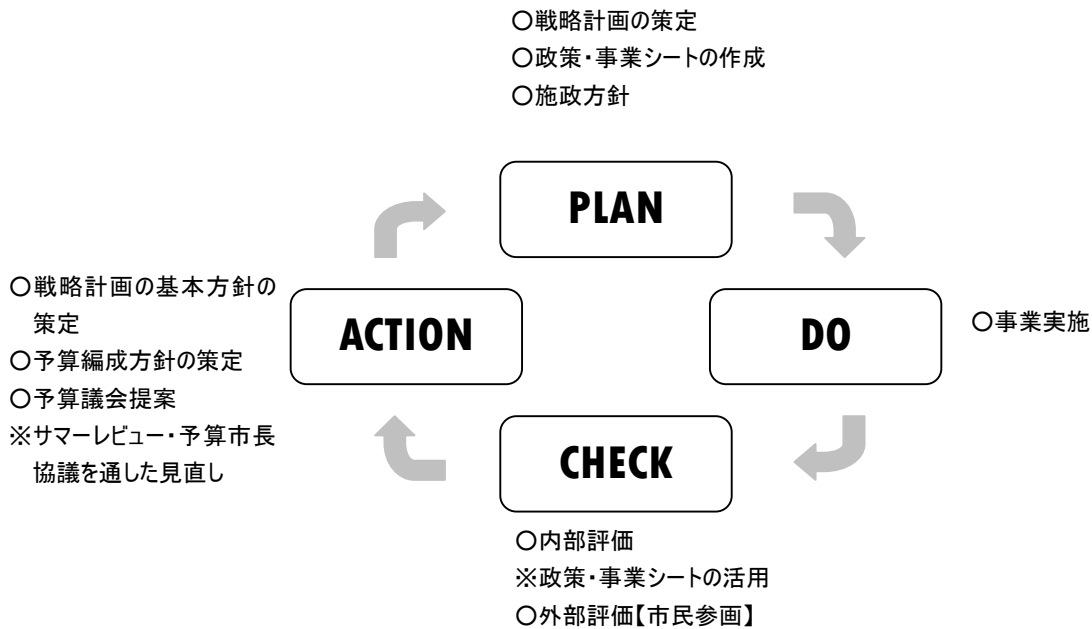 ○戦略計画の策定
○政策・事業シートの作成
○施政方針
PLAN
DO
○事業実施
CHECK
○内部評価
※政策・事業シートの活用
○外部評価【市民参画】
ACTION
○戦略計画の基本方針の
策定
○予算編成方針の策定
○予算議会提案
※サマーレビュー・予算市長
協議を通した見直し